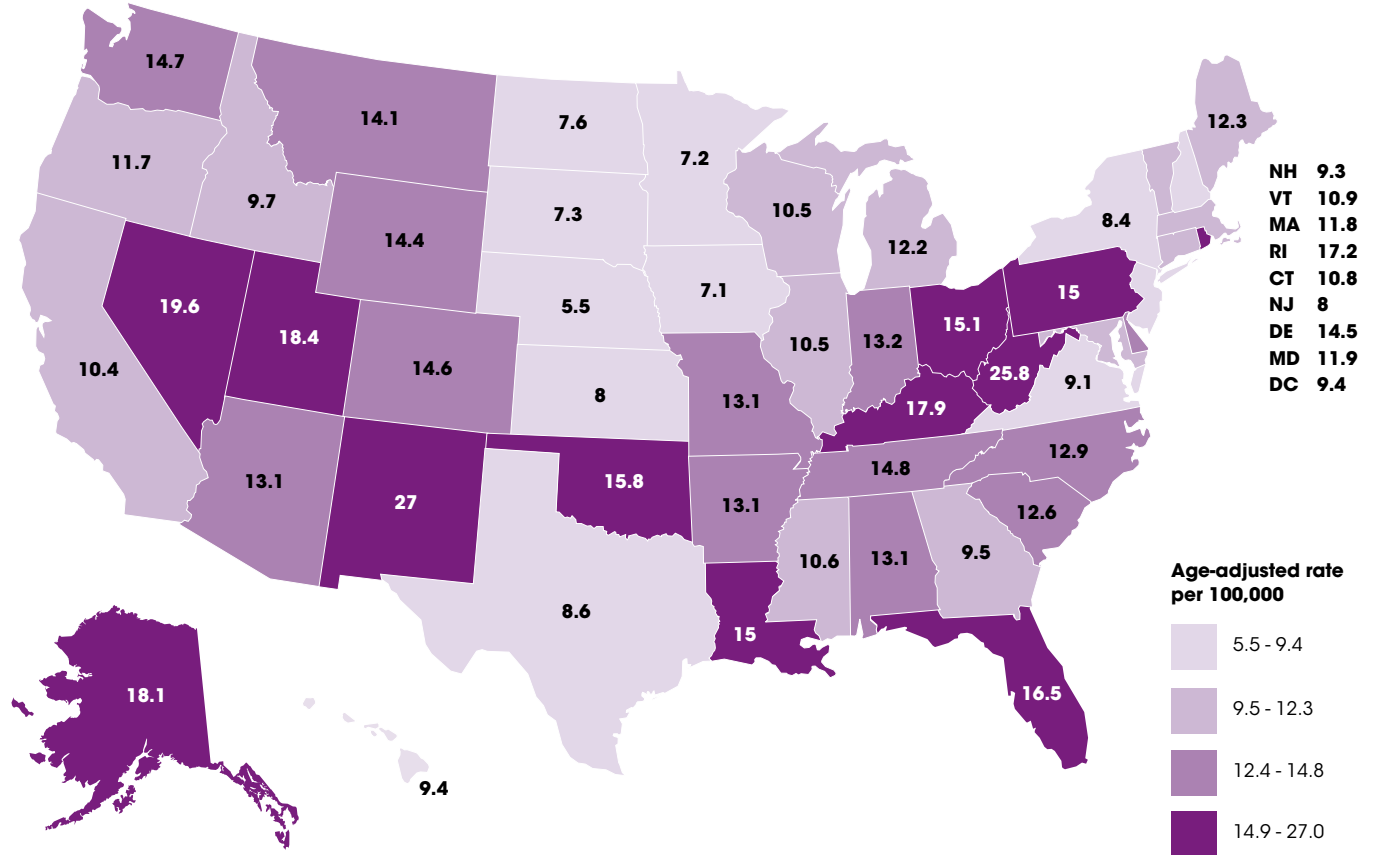 14.7
14.1
7.6
7.2
12.3
11.7
9.7
14.4
7.3
10.5
12.2
8.4
NH 9.3
VT 10.9
MA 11.8
RI 17.2
CT 10.8
NJ 8
DE 14.5
MD 11.9
DC 9.4
19.6
18.4
14.6
5.5
7.1
10.5
13.2
15.1
15
25.8
9.1
10.4
8
13.1
17.9
13.1
27
15.8
13.1
14.8
12.9
12.6
10.6
13.1
9.5
8.6
15
16.5
18.1
9.4
Age-adjusted rate
per 100,000
5.5 - 9.4
9.5 - 12.3
12.4 - 14.8
14.9 - 27.0